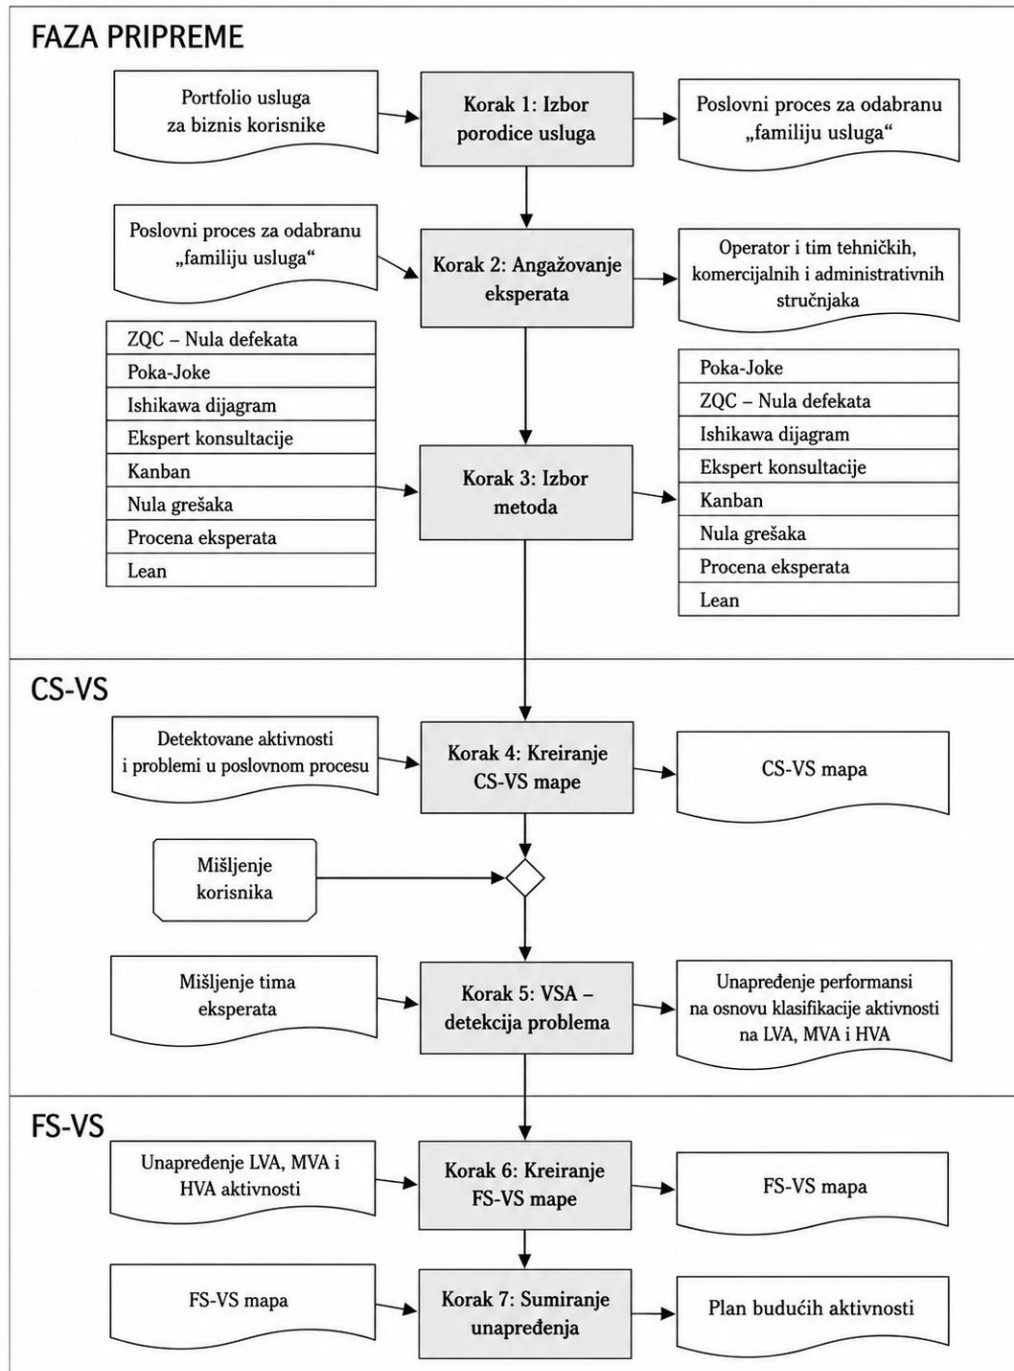 FAZA PRIPREME
Portfolio usluga
za biznis korisnike
Korak 1: Izbor
porodice usluga
Poslovni proces za odabranu
„familiju usluga“
Poslovni proces za odabranu
„familiju usluga“
Korak 2: Angažovanje
eksperata
Operator i tim tehničkih,
komercijalnih i administrativnih
stručnjaka
ZQC – Nula defekata
Poka-Joke
Ishikawa dijagram
Ekspert konsultacije
Kanban
Nula grešaka
Procena eksperata
Lean
Korak 3: Izbor
metoda
Poka-Joke
ZQC – Nula defekata
Ishikawa dijagram
Ekspert konsultacije
Kanban
Nula grešaka
Procena eksperata
Lean
CS-VS
Detektovane aktivnosti
i problemi u poslovnom procesu
Korak 4: Kreiranje
CS-VS mape
CS-VS mapa
Mišljenje
korisnika
Mišljenje tima
eksperata
Korak 5: VSA –
detekcija problema
Unapređenje performansi
na osnovu klasifikacije aktivnosti
na LVA, MVA i HVA
FS-VS
Unapređenje LVA, MVA i
HVA aktivnosti
Korak 6: Kreiranje
FS-VS mape
FS-VS mapa
FS-VS mapa
Korak 7: Sumiranje
unapređenja
Plan budućih aktivnosti